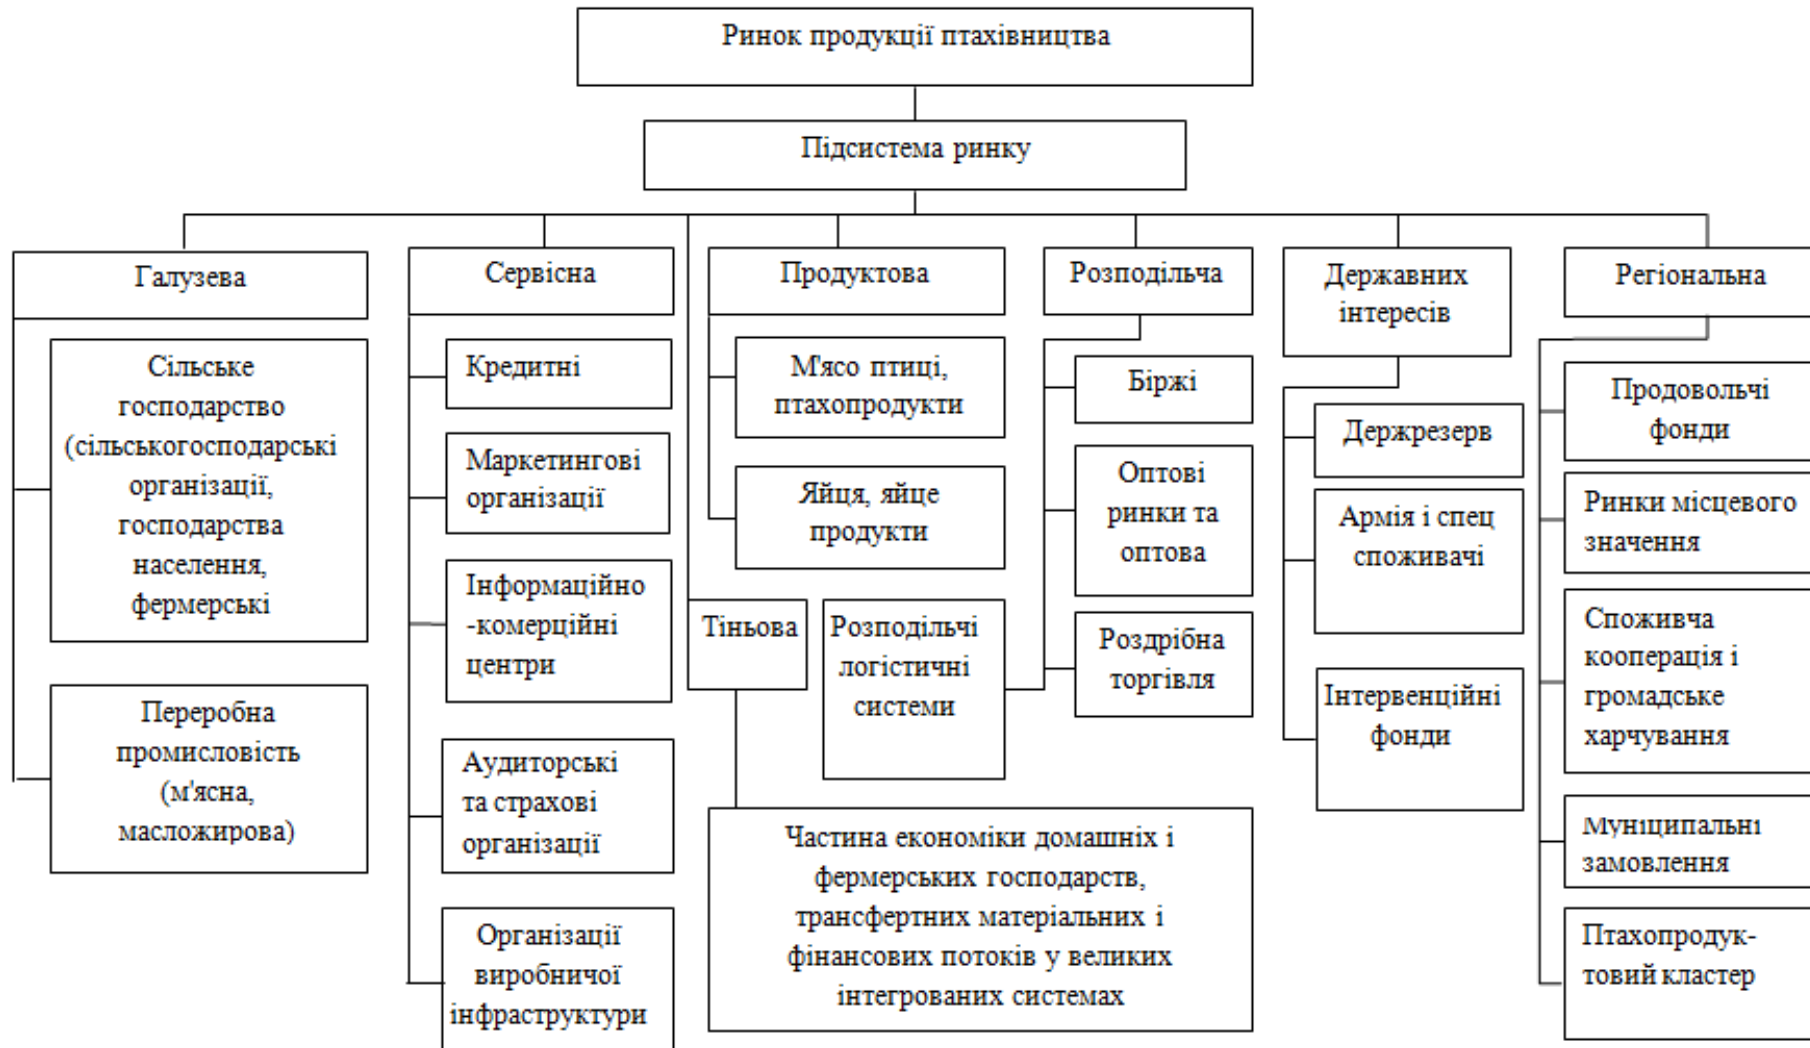 Ринок продукції птахівництва
Підсистема ринку
Галузева
Сільське
господарство
(сільськогосподарські
організації,
господарства
населення,
фермерські
Переробна
промисловість
(м'ясна,
масложирова)
Сервісна
Кредитні
Маркетингові
організації
Інформаційно
-комерційні
центри
Аудиторські
та страхові
організації
Організації
виробничої
інфраструктури
Тіньова
Частина економіки домашніх і
фермерських господарств,
трансфертних матеріальних і
фінансових потоків у великих
інтегрованих системах
Продуктова
М'ясо птиці,
птахопродукти
Яйця, яйце
продукти
Розподільча
Біржі
Оптові
ринки та
оптова
Роздрібна
торгівля
Розподільчі
логістичні
системи
Державних
інтересів
Держрезерв
Армія і спец
споживачі
Інтервенційні
фонди
Регіональна
Продовольчі
фонди
Ринки місцевого
значення
Споживча
кооперація і
громадське
харчування
Муніципальні
замовлення
Птахопродук-
товий кластер